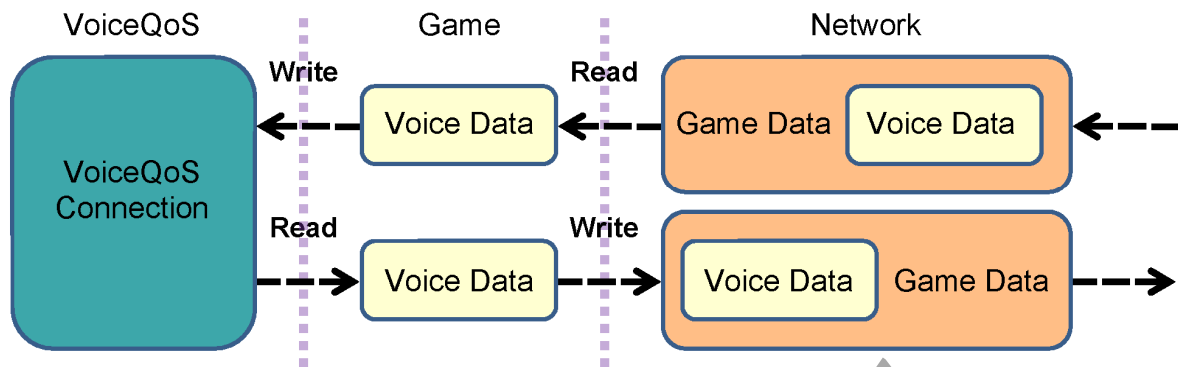 VoiceQoS
Game
Network
Write
Read
Voice Data
Game Data
Voice Data
VoiceQoS
Connection
Read
Write
Voice Data
Voice Data
Game Data